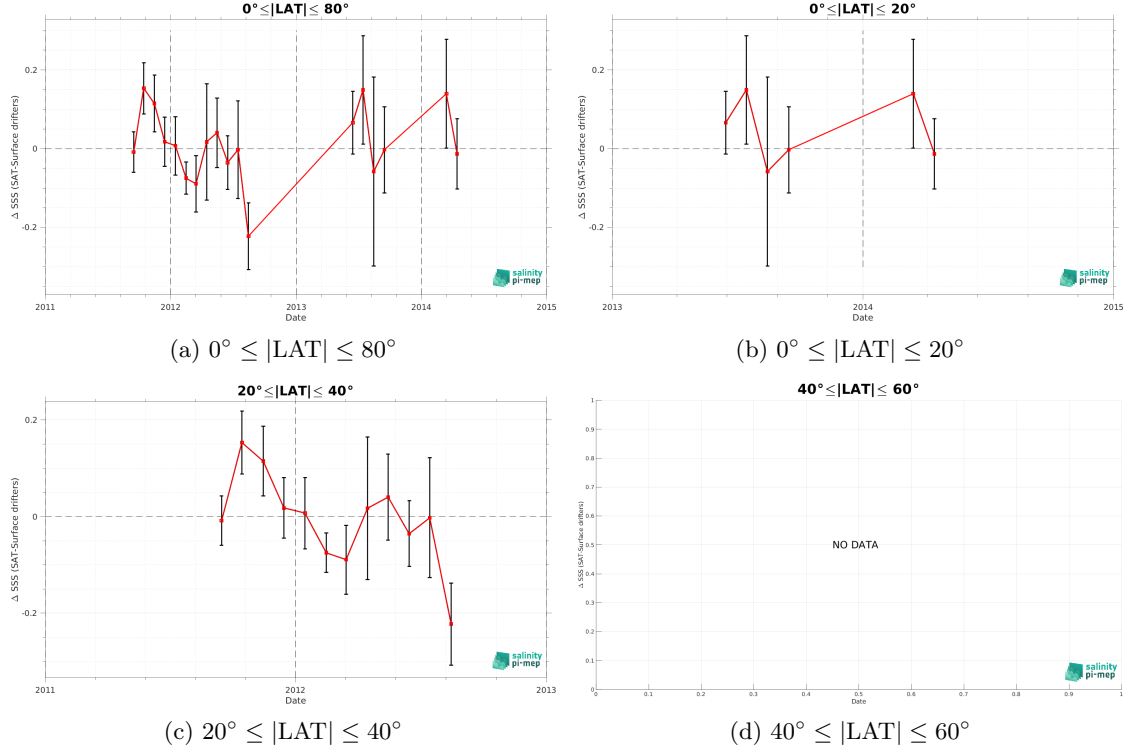 0°≤|LAT|≤ 80°
Δ SSS (SAT-Surface drifters)
0.2
0
-0.2
salinity
pi-mep
2011 2012 2013 2014 2015
Date
(a) 0° ≤ |LAT| ≤ 80°
0°≤|LAT|≤ 20°
Δ SSS (SAT-Surface drifters)
0.2
0
-0.2
salinity
pi-mep
2013 2014 2015
Date
(b) 0° ≤ |LAT| ≤ 20°
20°≤|LAT|≤ 40°
Δ SSS (SAT-Surface drifters)
0.2
0
-0.2
salinity
pi-mep
2011 2012 2013
Date
(c) 20° ≤ |LAT| ≤ 40°
40°≤|LAT|≤ 60°
Δ SSS (SAT-Surface drifters)
1
0.9
0.8
0.7
0.6
0.5
0.4
0.3
0.2
0.1
0
NO DATA
salinity
pi-mep
0 0.1 0.2 0.3 0.4 0.5 0.6 0.7 0.8 0.9 1
Date
(d) 40° ≤ |LAT| ≤ 60°